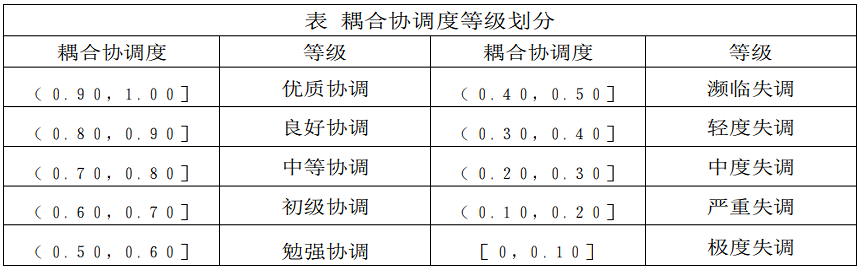 表 耦合协调度等级划分
耦合协调度 等级 耦合协调度 等级
(0.90,1.00] 优质协调 (0.40,0.50] 濒临失调
(0.80,0.90] 良好协调 (0.30,0.40] 轻度失调
(0.70,0.80] 中等协调 (0.20,0.30] 中度失调
(0.60,0.70] 初级协调 (0.10,0.20] 严重失调
(0.50,0.60] 勉强协调 [0,0.10] 极度失调